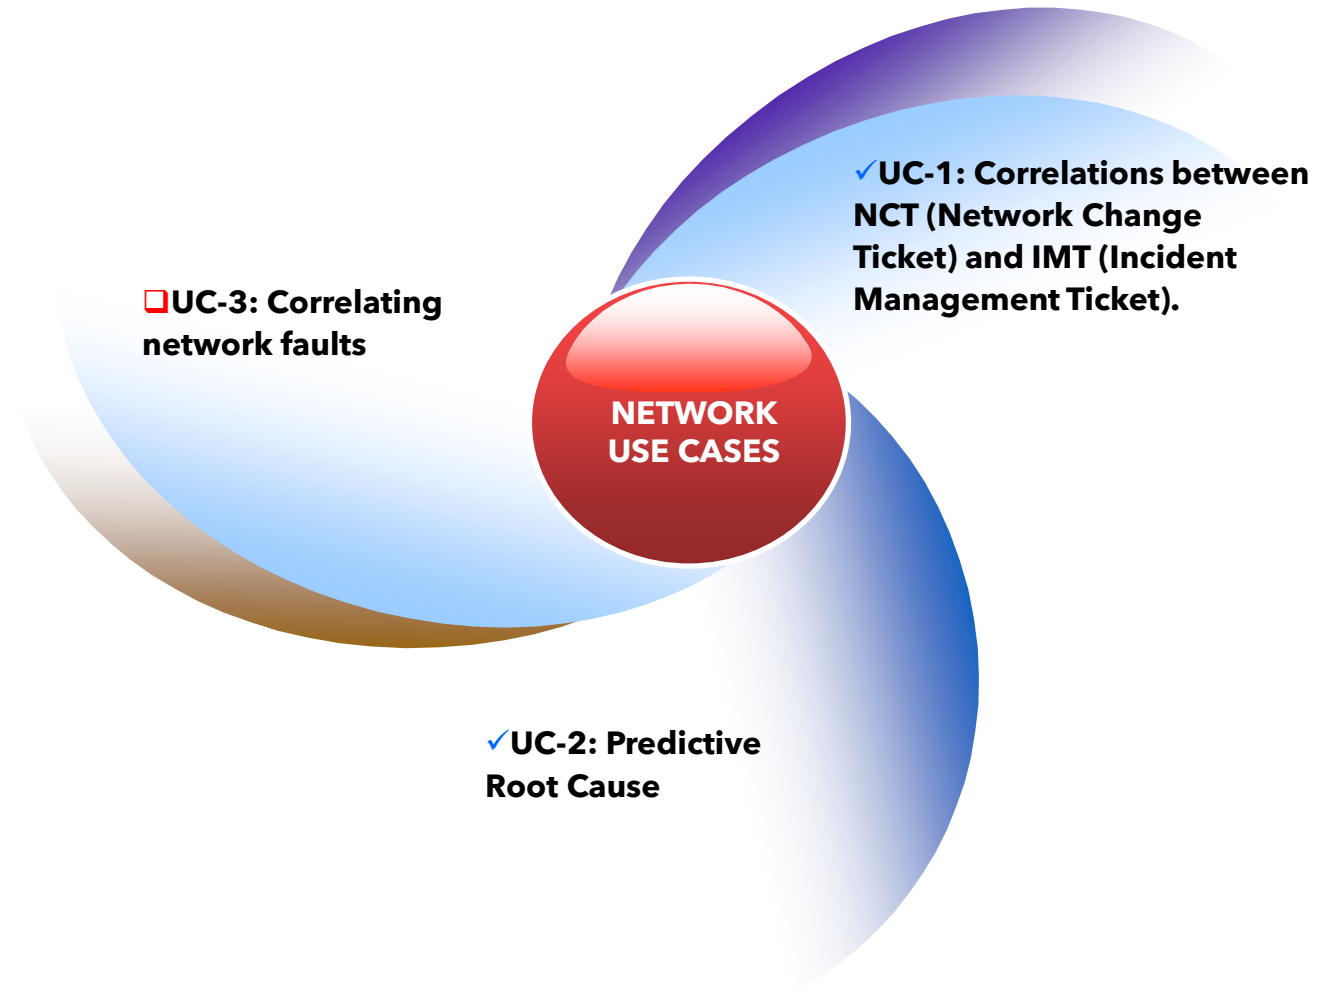 ✓UC-1: Correlations between
NCT (Network Change
Ticket) and IMT (Incident
Management Ticket).
❑UC-3: Correlating
network faults
NETWORK
USE CASES
✓UC-2: Predictive
Root Cause